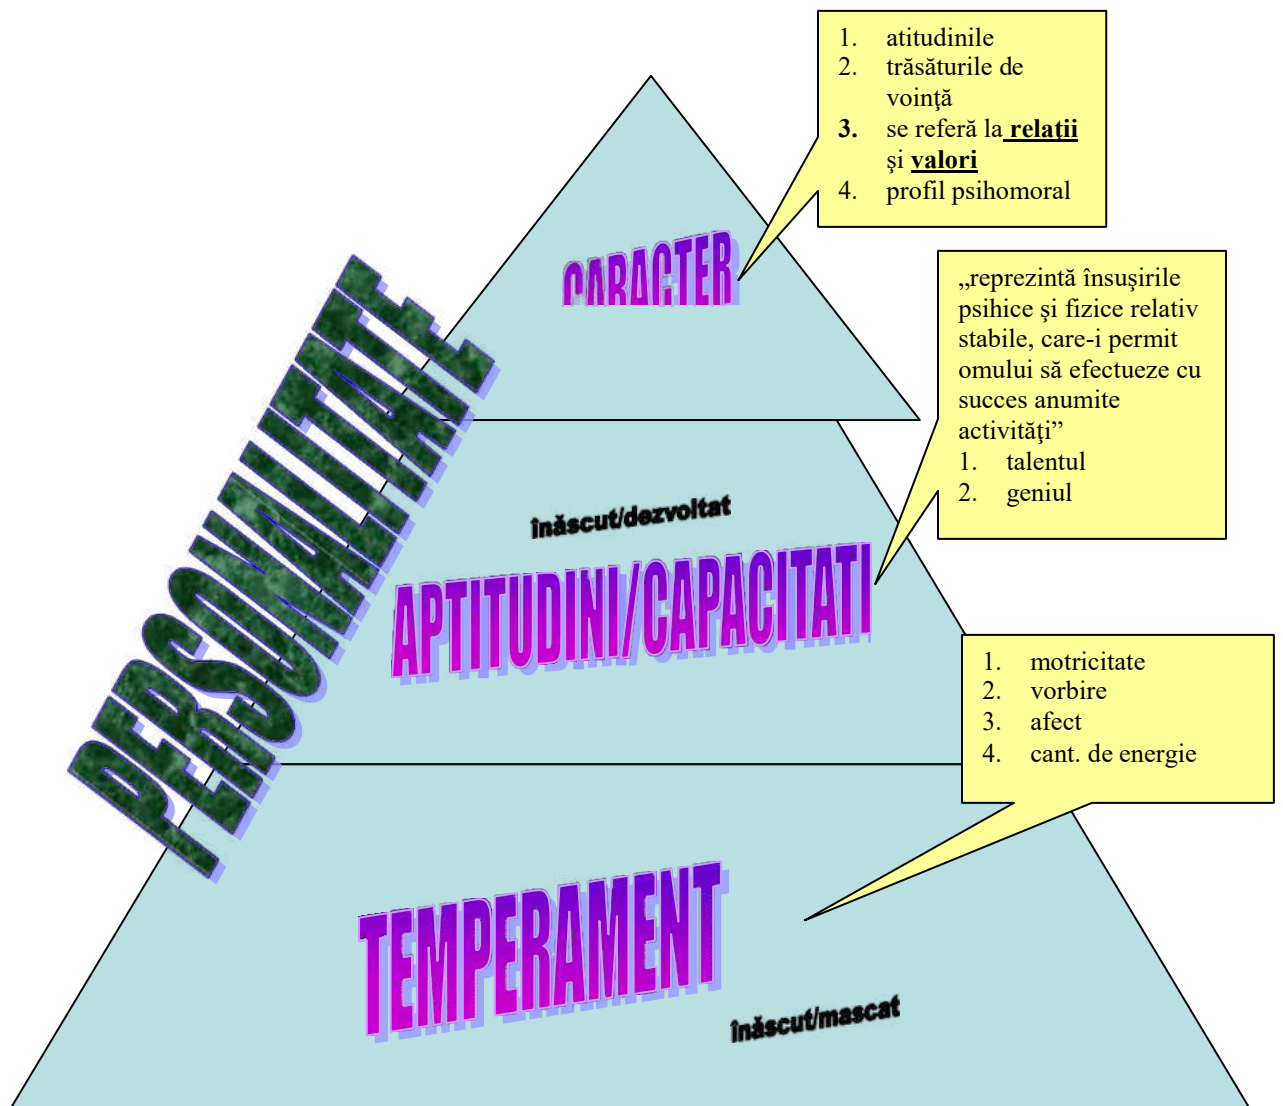 1. atitudinile
2. trăsăturile de
voinţă
3. se referă la relații
şi valori
4. profil psihomoral
CARACTER
PERSONALITATE
„reprezintă însuşirile
psihice şi fizice relativ
stabile, care-i permit
omului să efectueze cu
succes anumite
activităţi”
1. talentul
2. geniul
înăscut/dezvoltat
APTITUDINI/CAPACITATI
1. motricitate
2. vorbire
3. afect
4. cant. de energie
TEMPERAMENT
înăscut/mascat